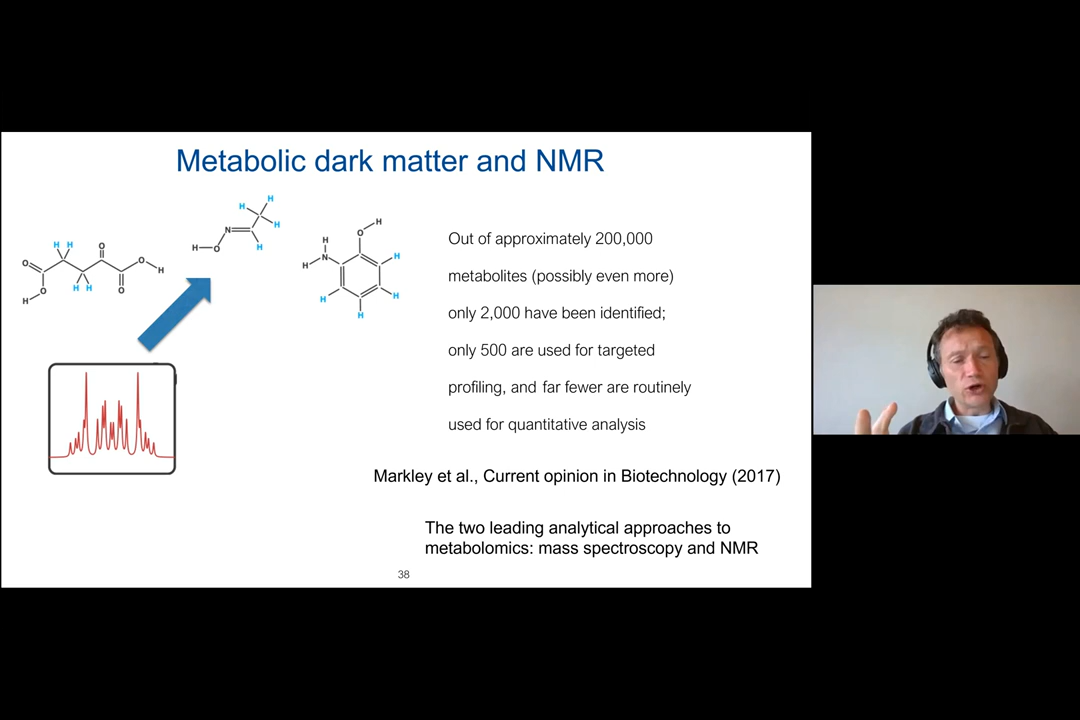 Metabolic dark matter and NMR
H
H
H
H
N
H
O
H
H
H
O
H
O
O
H
O
H
H
O
H
O
H
N
H
H
H
H
H
Out of approximately 200,000
metabolites (possibly even more)
only 2,000 have been identified;
only 500 are used for targeted
profiling, and far fewer are routinely
used for quantitative analysis
Markley et al., Current opinion in Biotechnology (2017)
The two leading analytical approaches to
metabolomics: mass spectroscopy and NMR
38